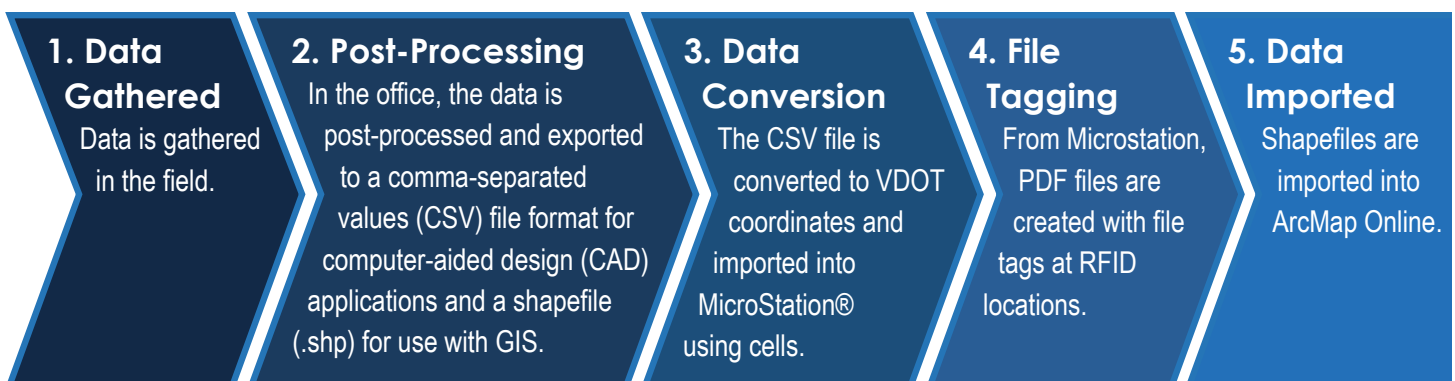 1. Data
Gathered
Data is gathered
in the field.
2. Post-Processing
In the office, the data is
post-processed and exported
to a comma-separated
values (CSV) file format for
computer-aided design (CAD)
applications and a shapefile
(.shp) for use with GIS.
3. Data
Conversion
The CSV file is
converted to VDOT
coordinates and
imported into
MicroStation®
using cells.
4. File
Tagging
From Microstation,
PDF files are
created with file
tags at RFID
locations.
5. Data
Imported
Shapefiles are
imported into
ArcMap Online.